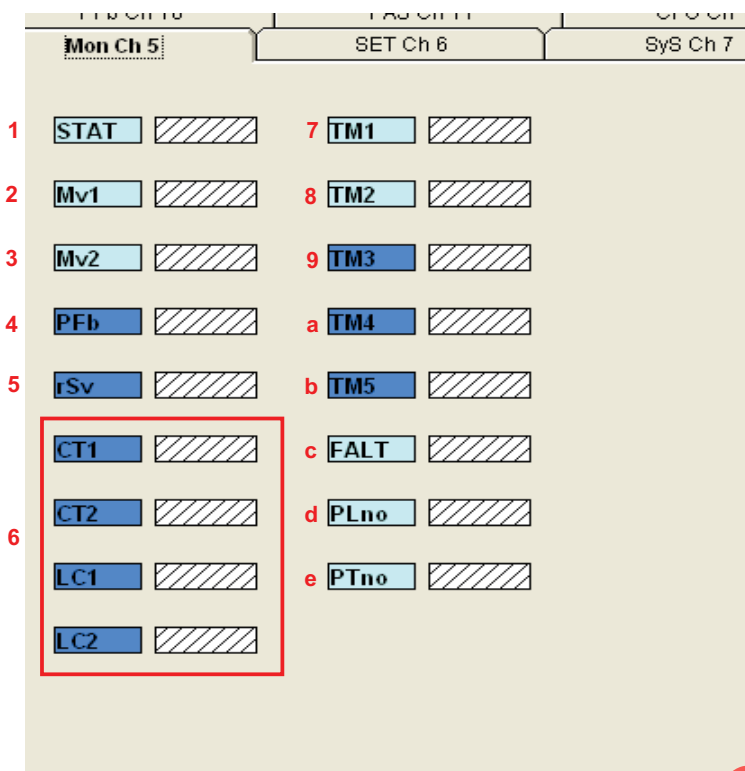 Mon Ch 5 SET Ch 6 SyS Ch 7
1 STAT 7 TM1
2 Mv1 8 TM2
3 Mv2 9 TM3
4 PFb a TM4
5 rSv b TM5
CT1 c FALT
CT2 d PLno
6
LC1 e PTno
LC2